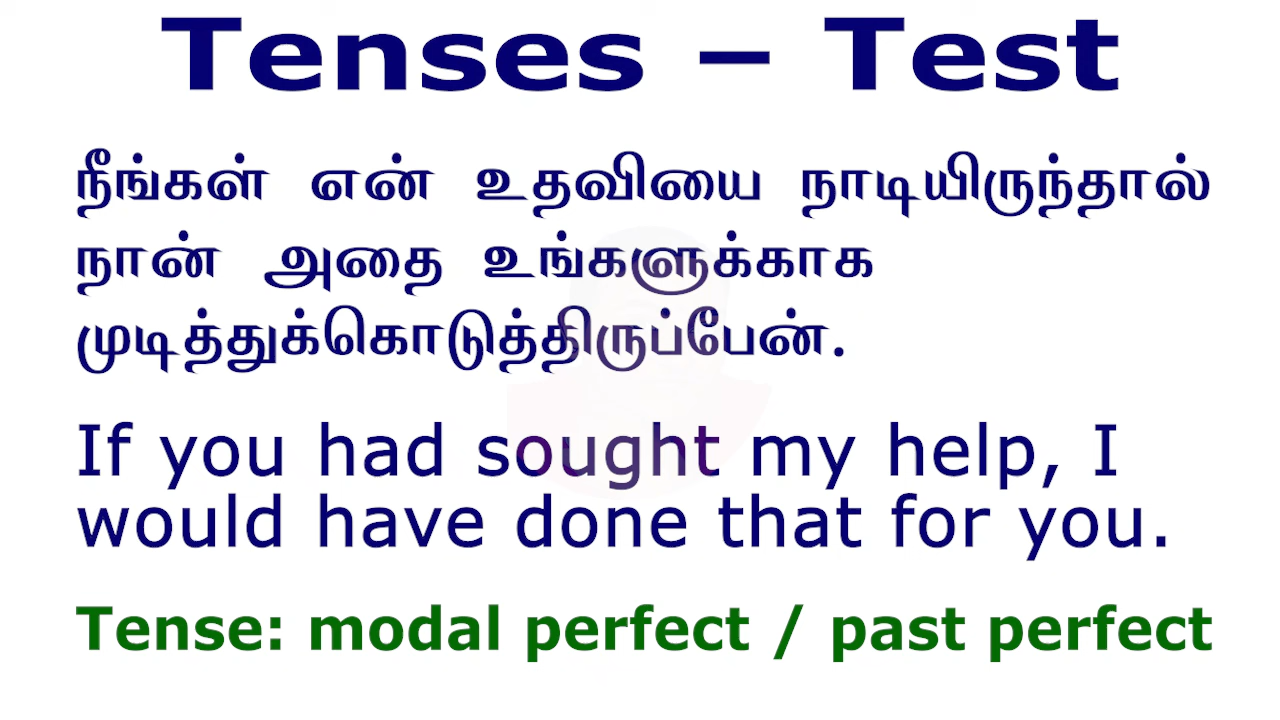 Tenses – Test
நீங்கள் என் உதவியை நாடியிருந்தால்
நான் அதை உங்களுக்காக
முடித்துக்கொடுத்திருப்பேன்.
If you had sought my help, I
would have done that for you.
Tense: modal perfect / past perfect